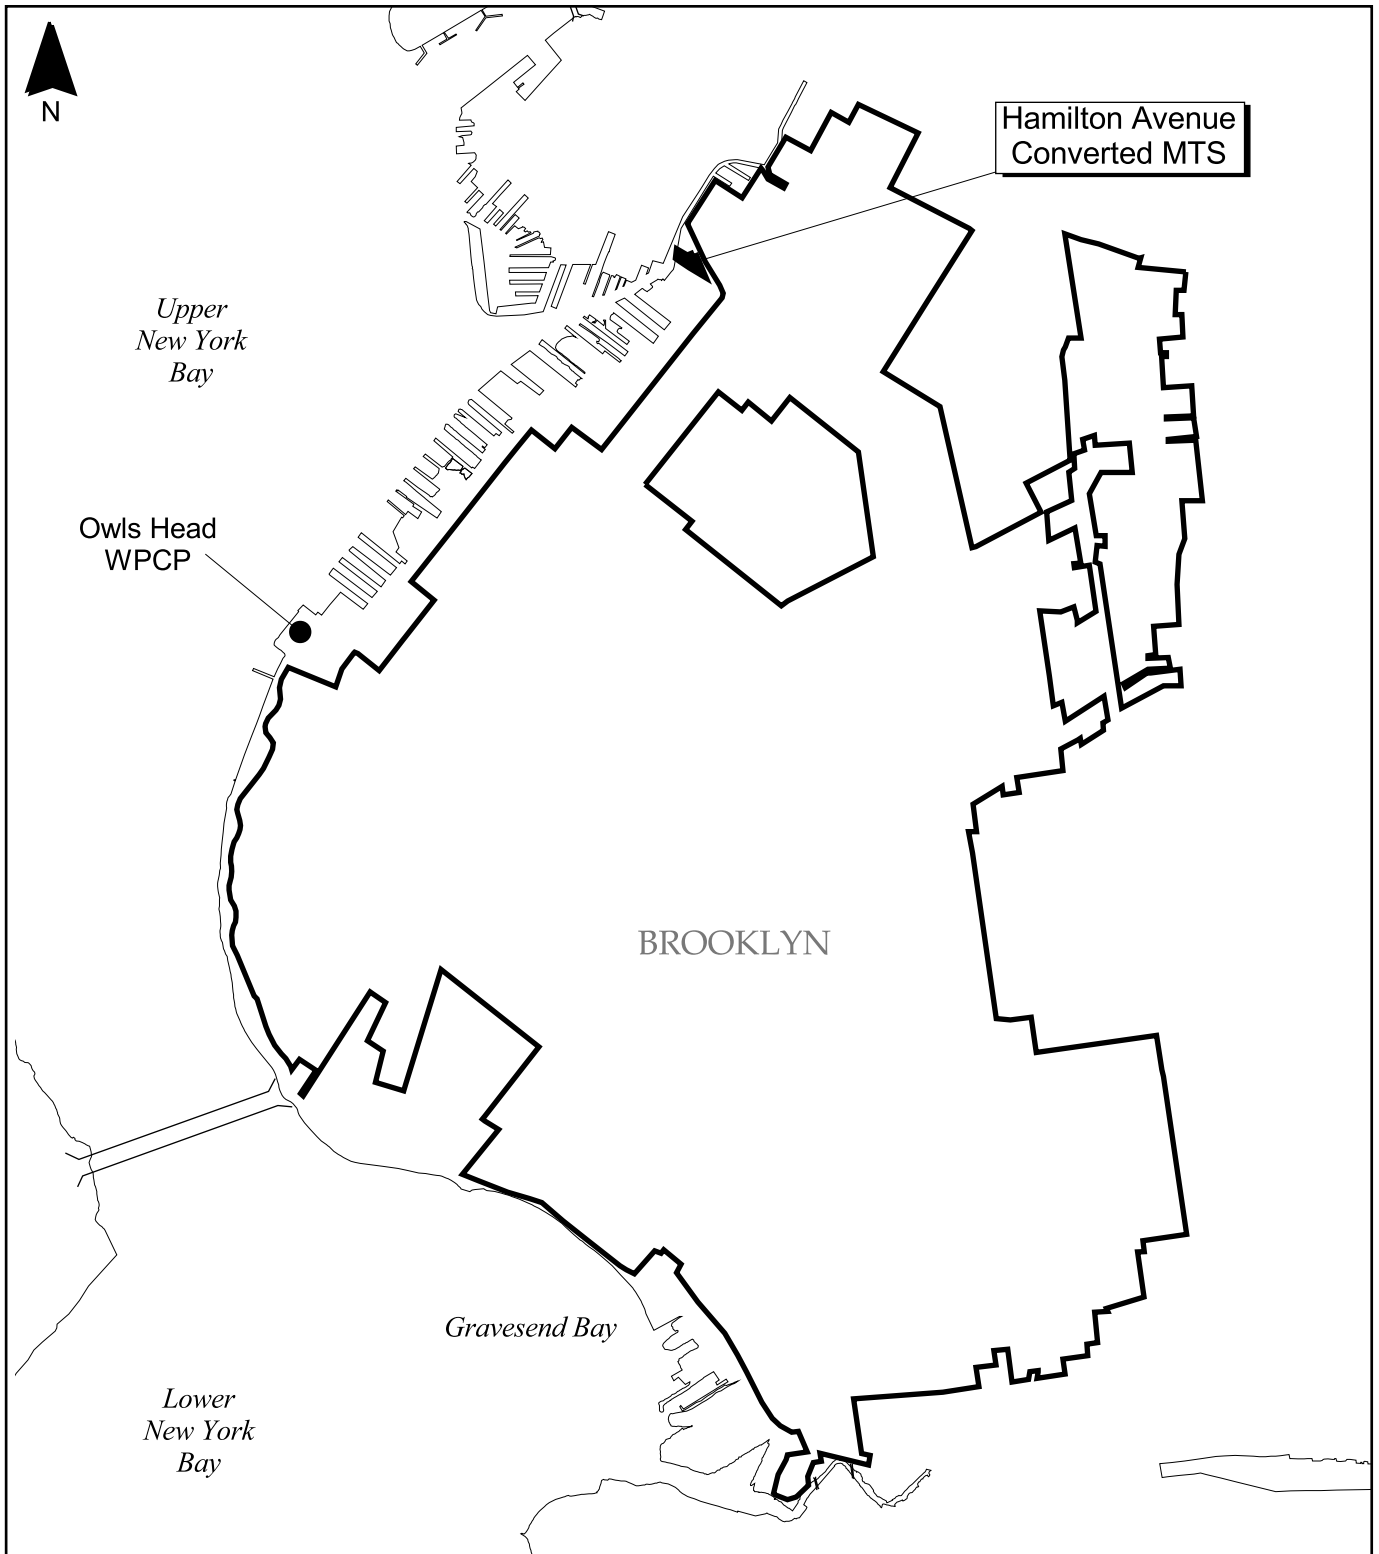 N
Hamilton Avenue
Converted MTS
Upper
New York
Bay
Owls Head
WPCP
BROOKLYN
Gravesend Bay
Lower
New York
Bay